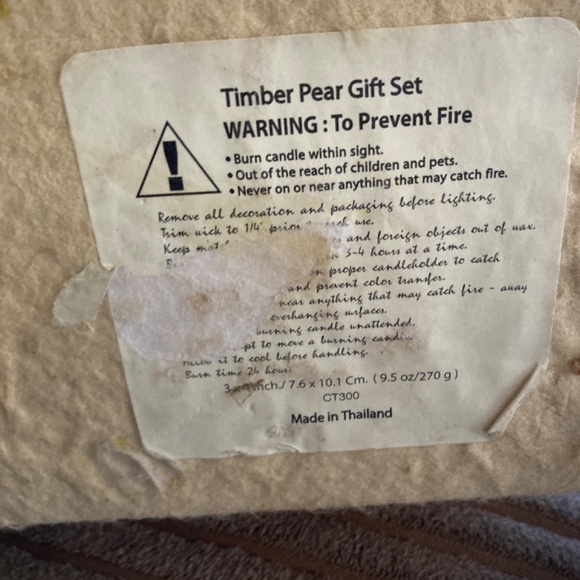 Timber Pear Gift Set
WARNING : To Prevent Fire
• Burn candle within sight.
• Out of the reach of children and pets.
• Never on or near anything that may catch fire.
Remove all decoration and packaging before lighting.
Trim wick to 1/4" prior use.
Keep and foreign objects out of wax.
3-4 hours at a time.
proper candleholder to catch
and prevent color transfer.
near anything that may catch fire - away
overhanging surfaces.
burning candle unattended.
to move a burning
it to cool before handling.
Burn time 24
/ 7.6 x 10.1 Cm. ( 9.5 oz/270 g )
CT300
Made in Thailand